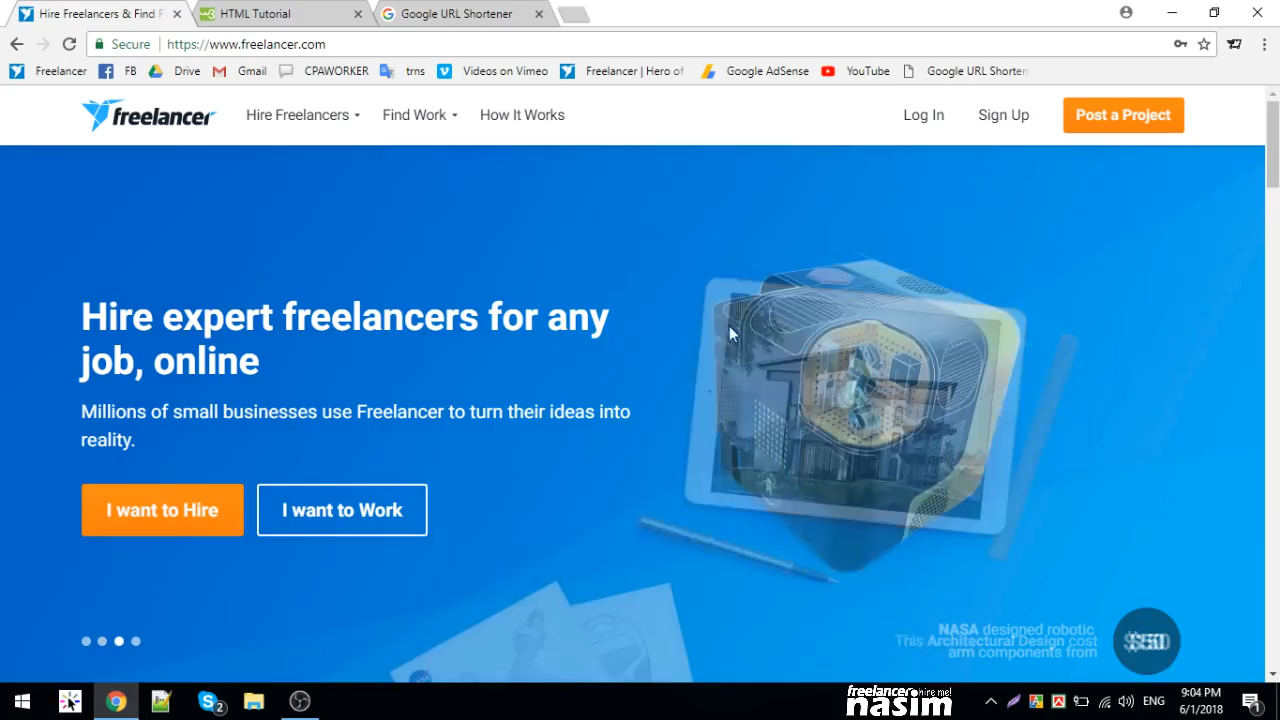 Hire Freelancers & Find F
HTML Tutorial
Google URL Shortener
Secure
https://www.freelancer.com
Freelancer
FB
Drive
Gmail
CPAWORKER
trns
Videos on Vimeo
Freelancer | Hero of
Google AdSense
YouTube
Google URL Shorten
freelancer
Hire Freelancers
Find Work
How It Works
Log In
Sign Up
Post a Project
Hire expert freelancers for any
job, online
Millions of small businesses use Freelancer to turn their ideas into
reality.
I want to Hire
I want to Work
NASA designed robotic
This Architectural Design cost
arm components from
freelancer hire me!
nasim
2
ENG
9:04 PM
6/1/2018
1